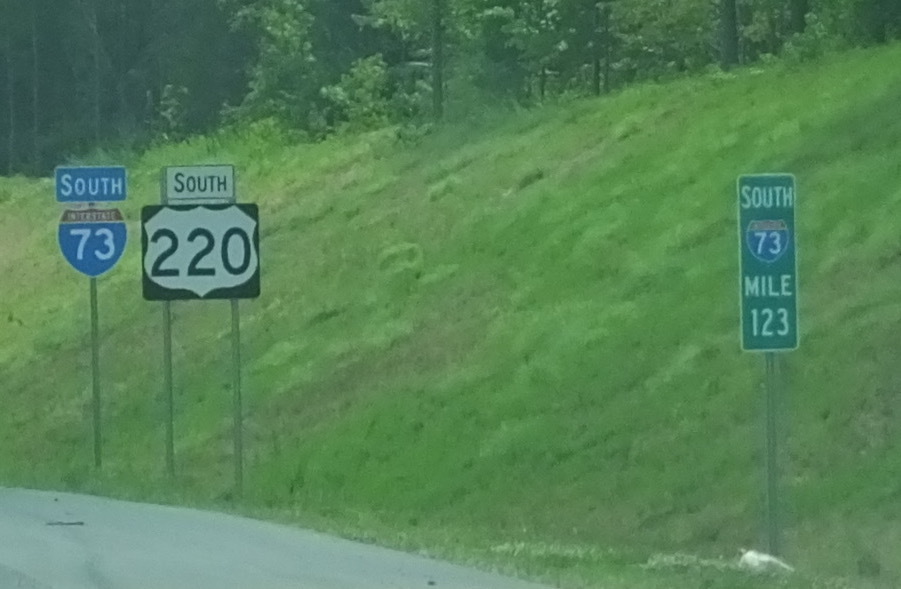 SOUTH
INTERSTATE
73
SOUTH
220
SOUTH
73
MILE
123